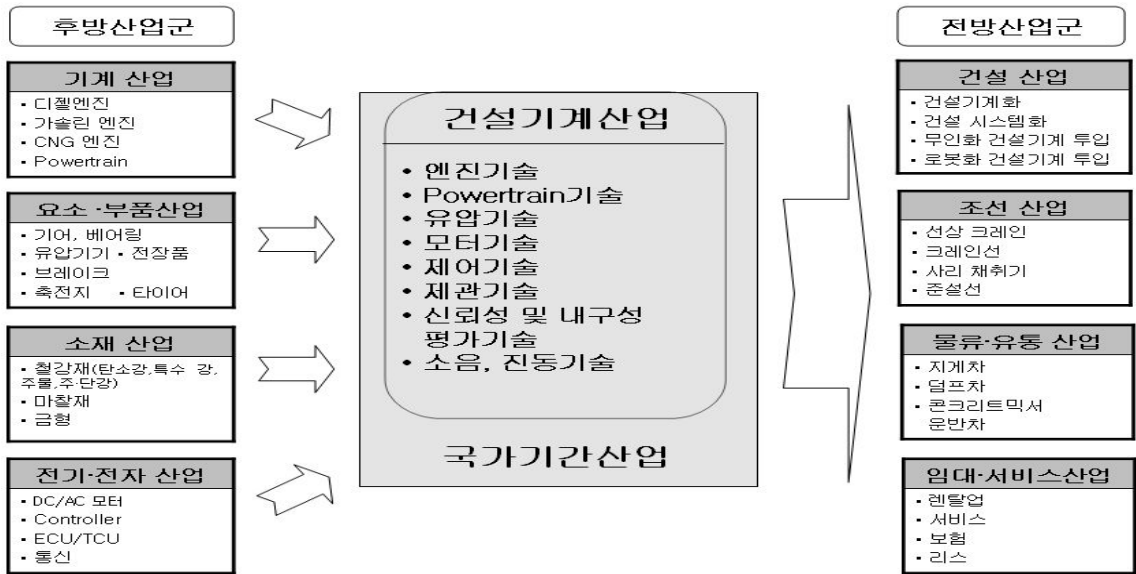 후방산업군
기계 산업
▪ 디젤엔진
▪ 가솔린 엔진
▪ CNG 엔진
▪ Powertrain
요소 ·부품산업
▪ 기어, 베어링
▪ 유압기기 ▪ 전장품
▪ 브레이크
▪ 축전지 ▪ 타이어
소재 산업
▪ 철강재(탄소강,특수 강,
주물,주·단강)
▪ 마찰재
▪ 금형
전기·전자 산업
▪ DC/AC 모터
▪ Controller
▪ ECU/TCU
▪ 통신
건설기계산업
• 엔진기술
• Powertrain기술
• 유압기술
• 모터기술
• 제어기술
• 제관기술
• 신뢰성 및 내구성
평가기술
• 소음, 진동기술
국가기간산업
전방산업군
건설 산업
▪ 건설기계화
▪ 건설 시스템화
▪ 무인화 건설기계 투입
▪ 로봇화 건설기계 투입
조선 산업
▪ 선상 크레인
▪ 크레인선
▪ 사리 채취기
▪ 준설선
물류·유통 산업
▪ 지게차
▪ 덤프차
▪ 콘크리트믹서
운반차
임대·서비스산업
▪ 렌탈업
▪ 서비스
▪ 보험
▪ 리스